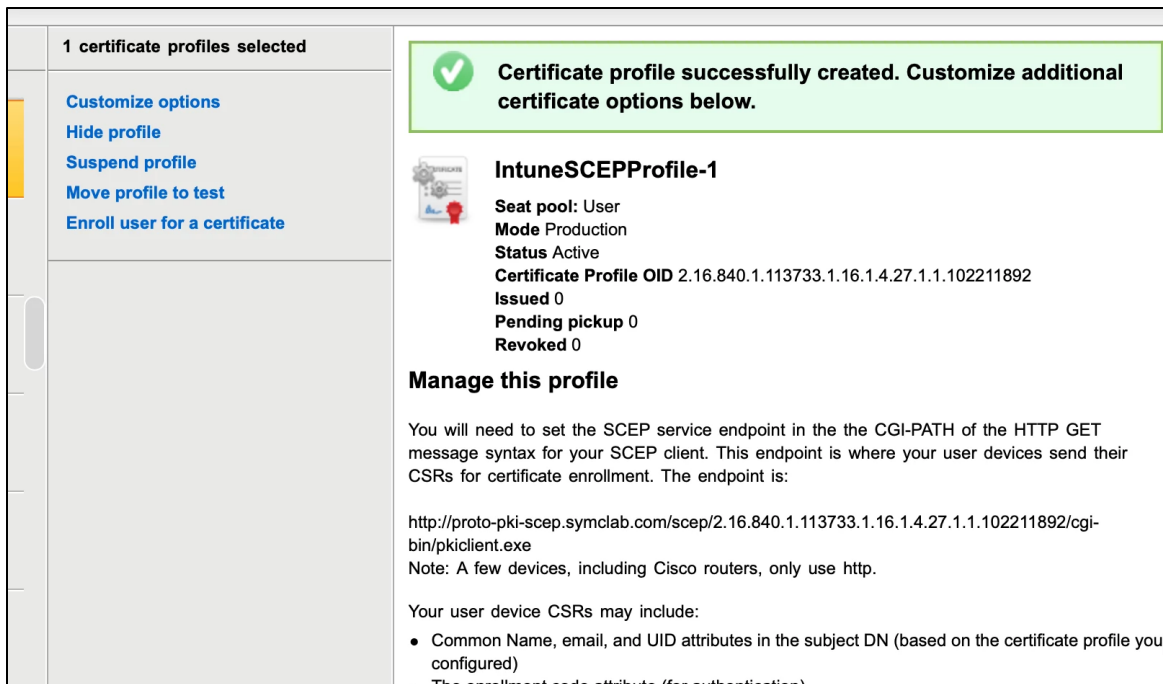 1 certificate profiles selected
Customize options
Hide profile
Suspend profile
Move profile to test
Enroll user for a certificate
Certificate profile successfully created. Customize additional
certificate options below.
IntuneSCEPProfile-1
Seat pool: User
Mode Production
Status Active
Certificate Profile OID 2.16.840.1.113733.1.16.1.4.27.1.1.102211892
Issued 0
Pending pickup 0
Revoked 0
Manage this profile
You will need to set the SCEP service endpoint in the the CGI-PATH of the HTTP GET
message syntax for your SCEP client. This endpoint is where your user devices send their
CSRs for certificate enrollment. The endpoint is:
http://proto-pki-scep.symclab.com/scep/2.16.840.1.113733.1.16.1.4.27.1.1.102211892/cgi-
bin/pkiclient.exe
Note: A few devices, including Cisco routers, only use http.
Your user device CSRs may include:
● Common Name, email, and UID attributes in the subject DN (based on the certificate profile you
configured)
The enrollment code attribute (for authentication)